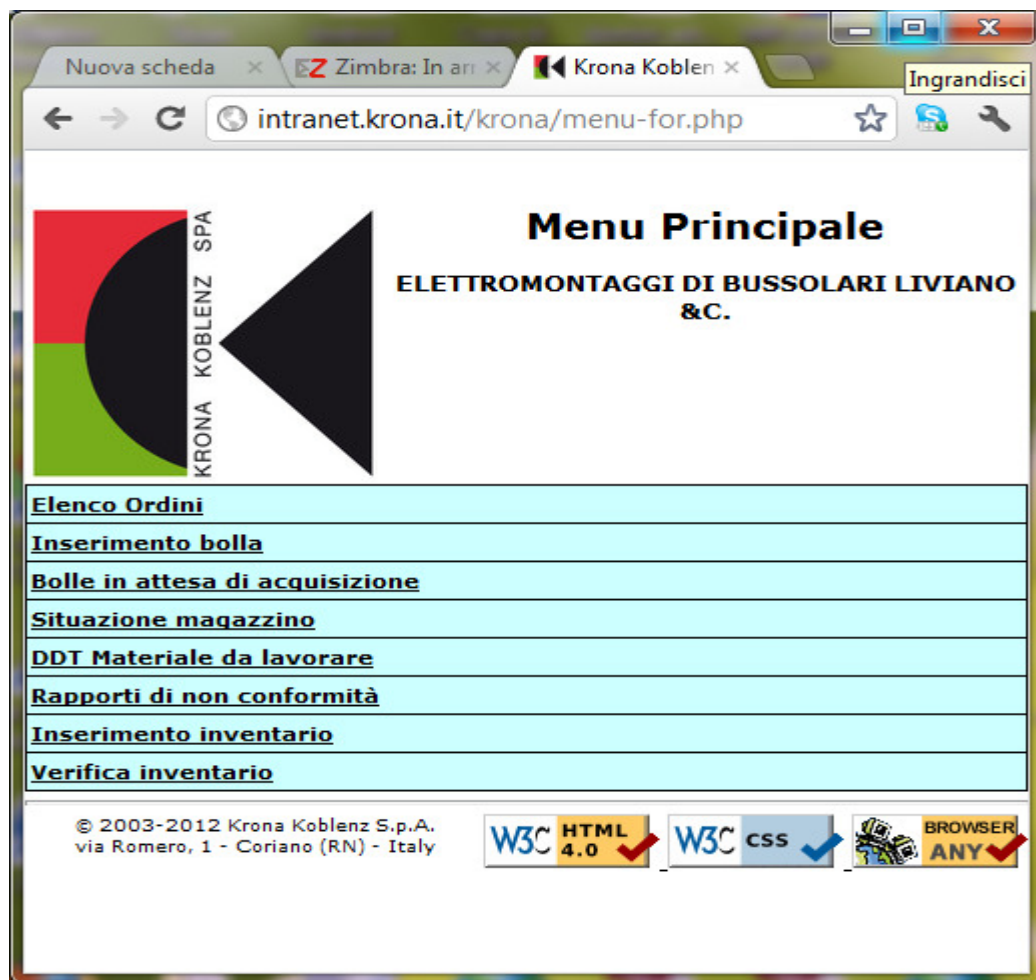 Nuova scheda
Zimbra: In arr
Krona Koblen
Ingrandisci
intranet.krona.it/krona/menu-for.php
KRONA KOBLENZ SPA
Menu Principale
ELETTROMONTAGGI DI BUSSOLARI LIVIANO
&C.
Elenco Ordini
Inserimento bolla
Bolle in attesa di acquisizione
Situazione magazzino
DDT Materiale da lavorare
Rapporti di non conformità
Inserimento inventario
Verifica inventario
© 2003-2012 Krona Koblenz S.p.A.
via Romero, 1 - Coriano (RN) - Italy
W3C HTML 4.0
W3C CSS
BROWSER
ANY